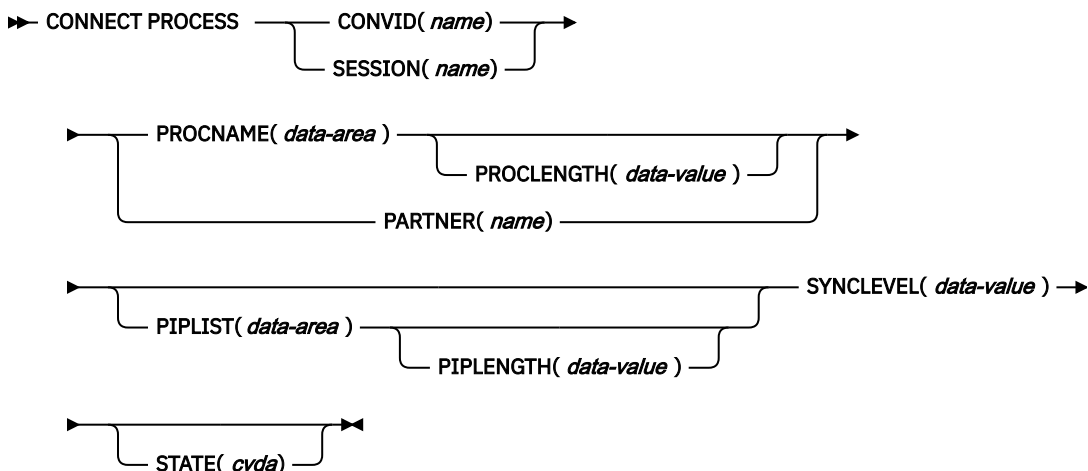 CONNECT PROCESS CONVID( name)
SESSION( name)
PROCNAME( data-area )
PROCLENGTH( data-value )
PARTNER( name)
SYNCLEVEL( data-value )
PIPLIST( data-area )
PIPLENGTH( data-value )
STATE( cvda)